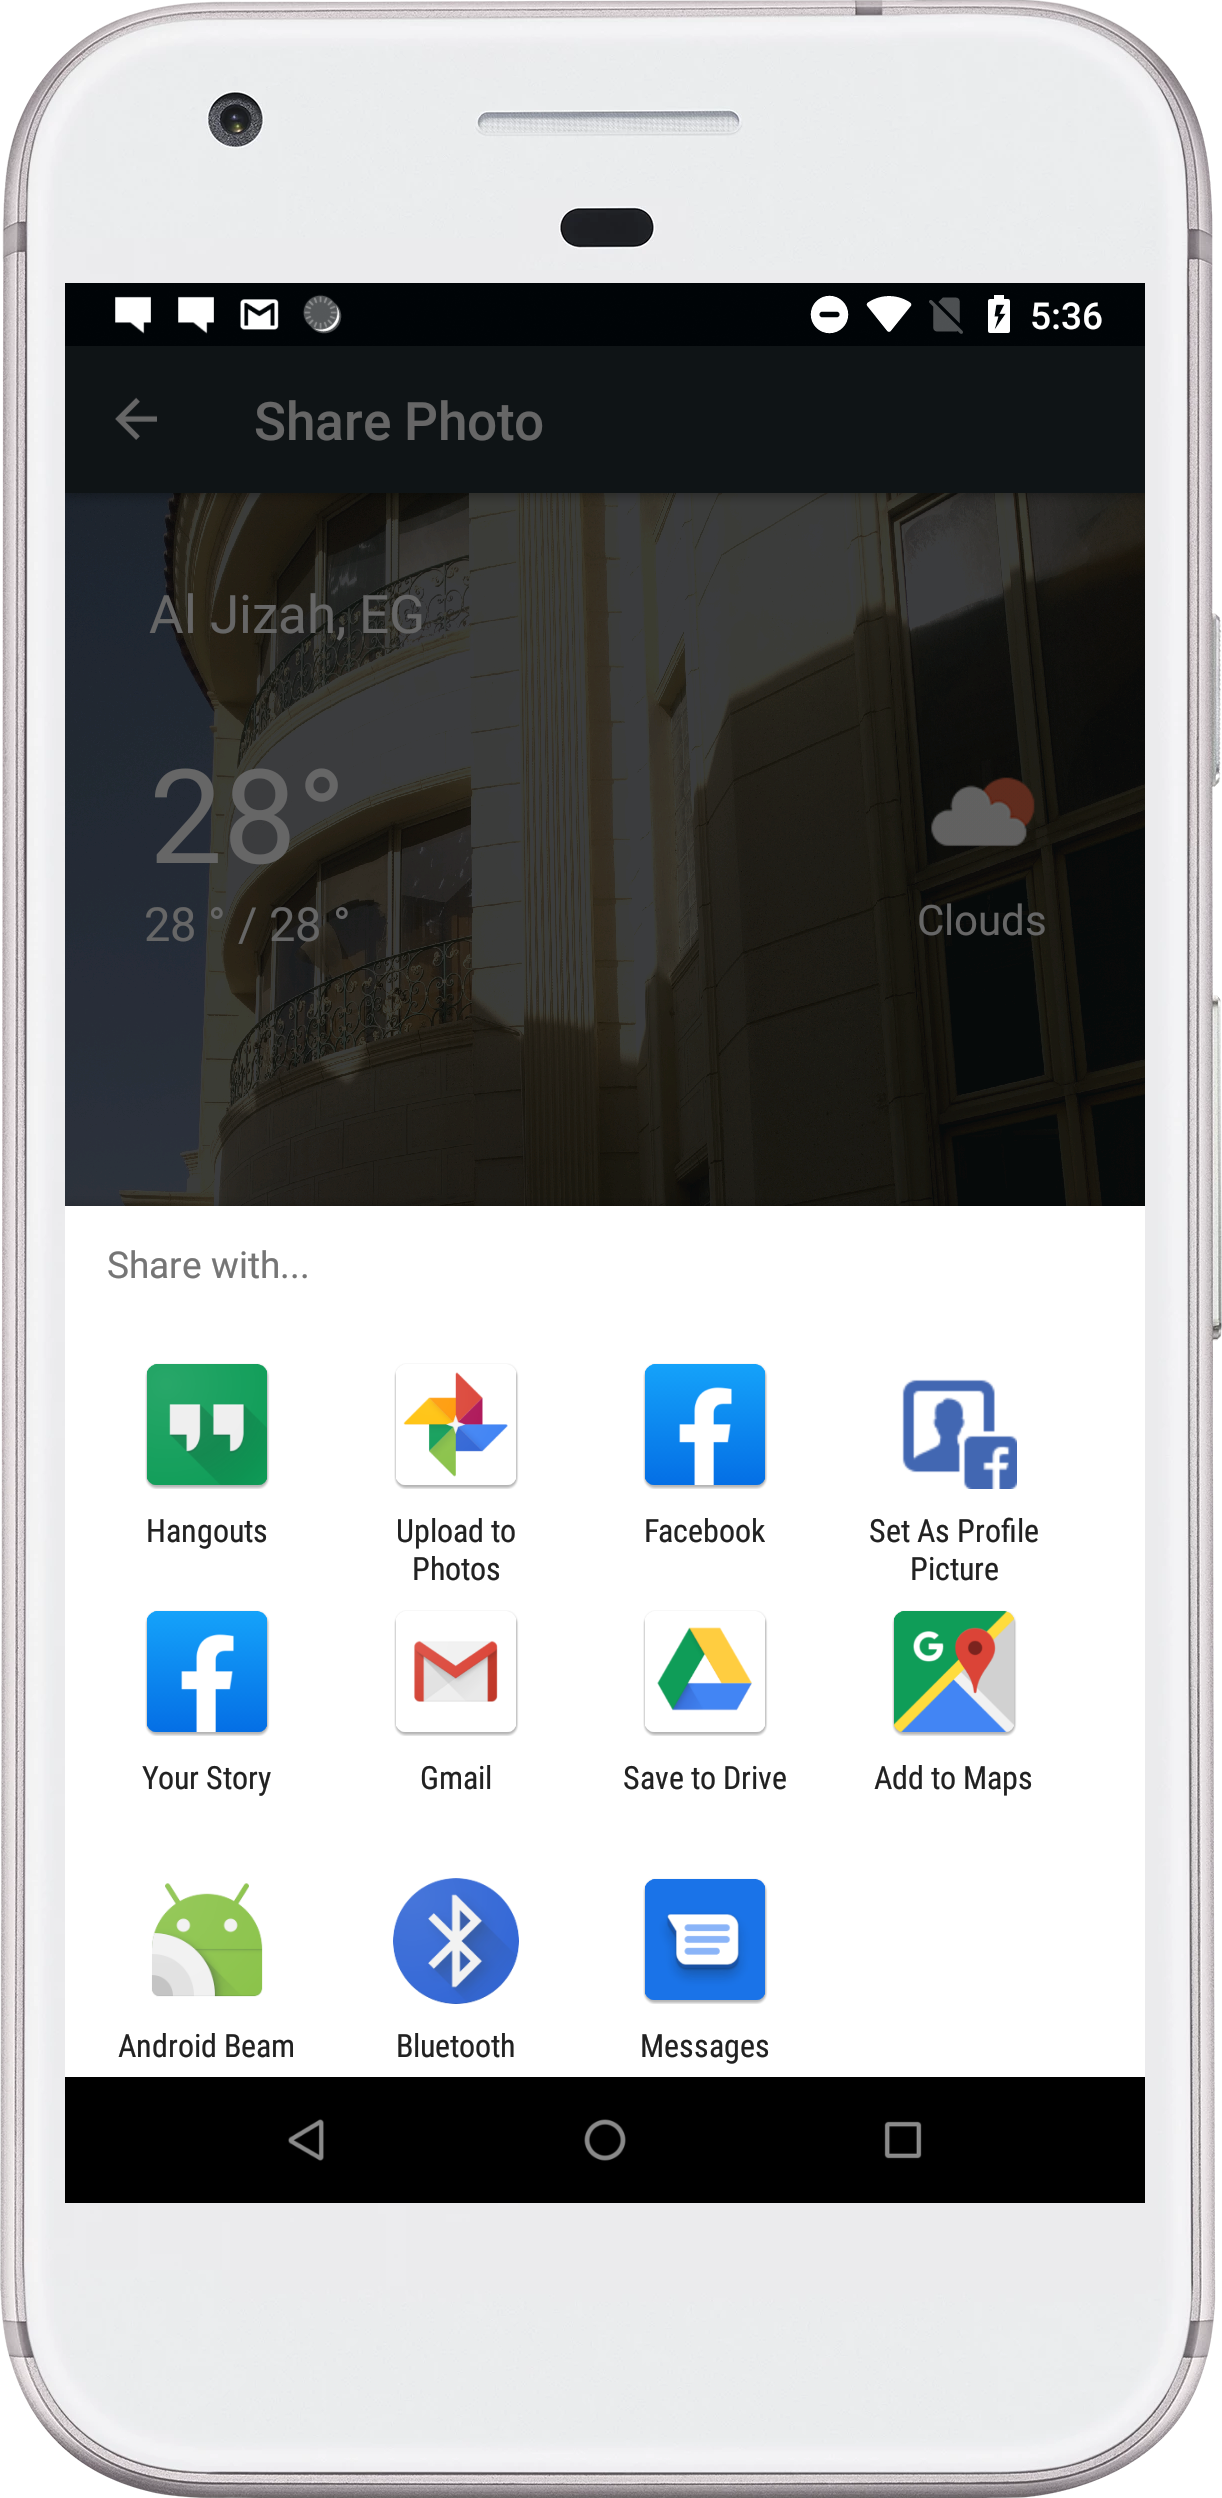 5:36
Share Photo
Al Jizah, EG
28°
28 ° / 28 °
Clouds
Share with...
Hangouts
Upload to
Photos
Facebook
Set As Profile
Picture
Your Story
Gmail
Save to Drive
Add to Maps
Android Beam
Bluetooth
Messages